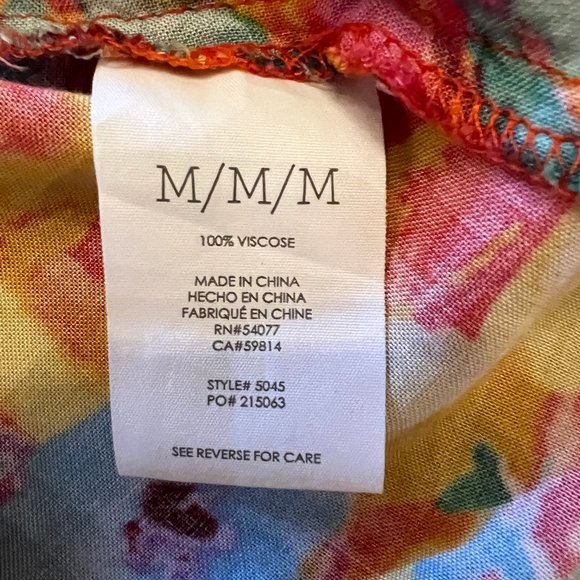 M/M/M
100% VISCOSE
MADE IN CHINA
HECHO EN CHINA
FABRIQUÉ EN CHINE
RN#54077
CA#59814
STYLE# 5045
PO# 215063
SEE REVERSE FOR CARE